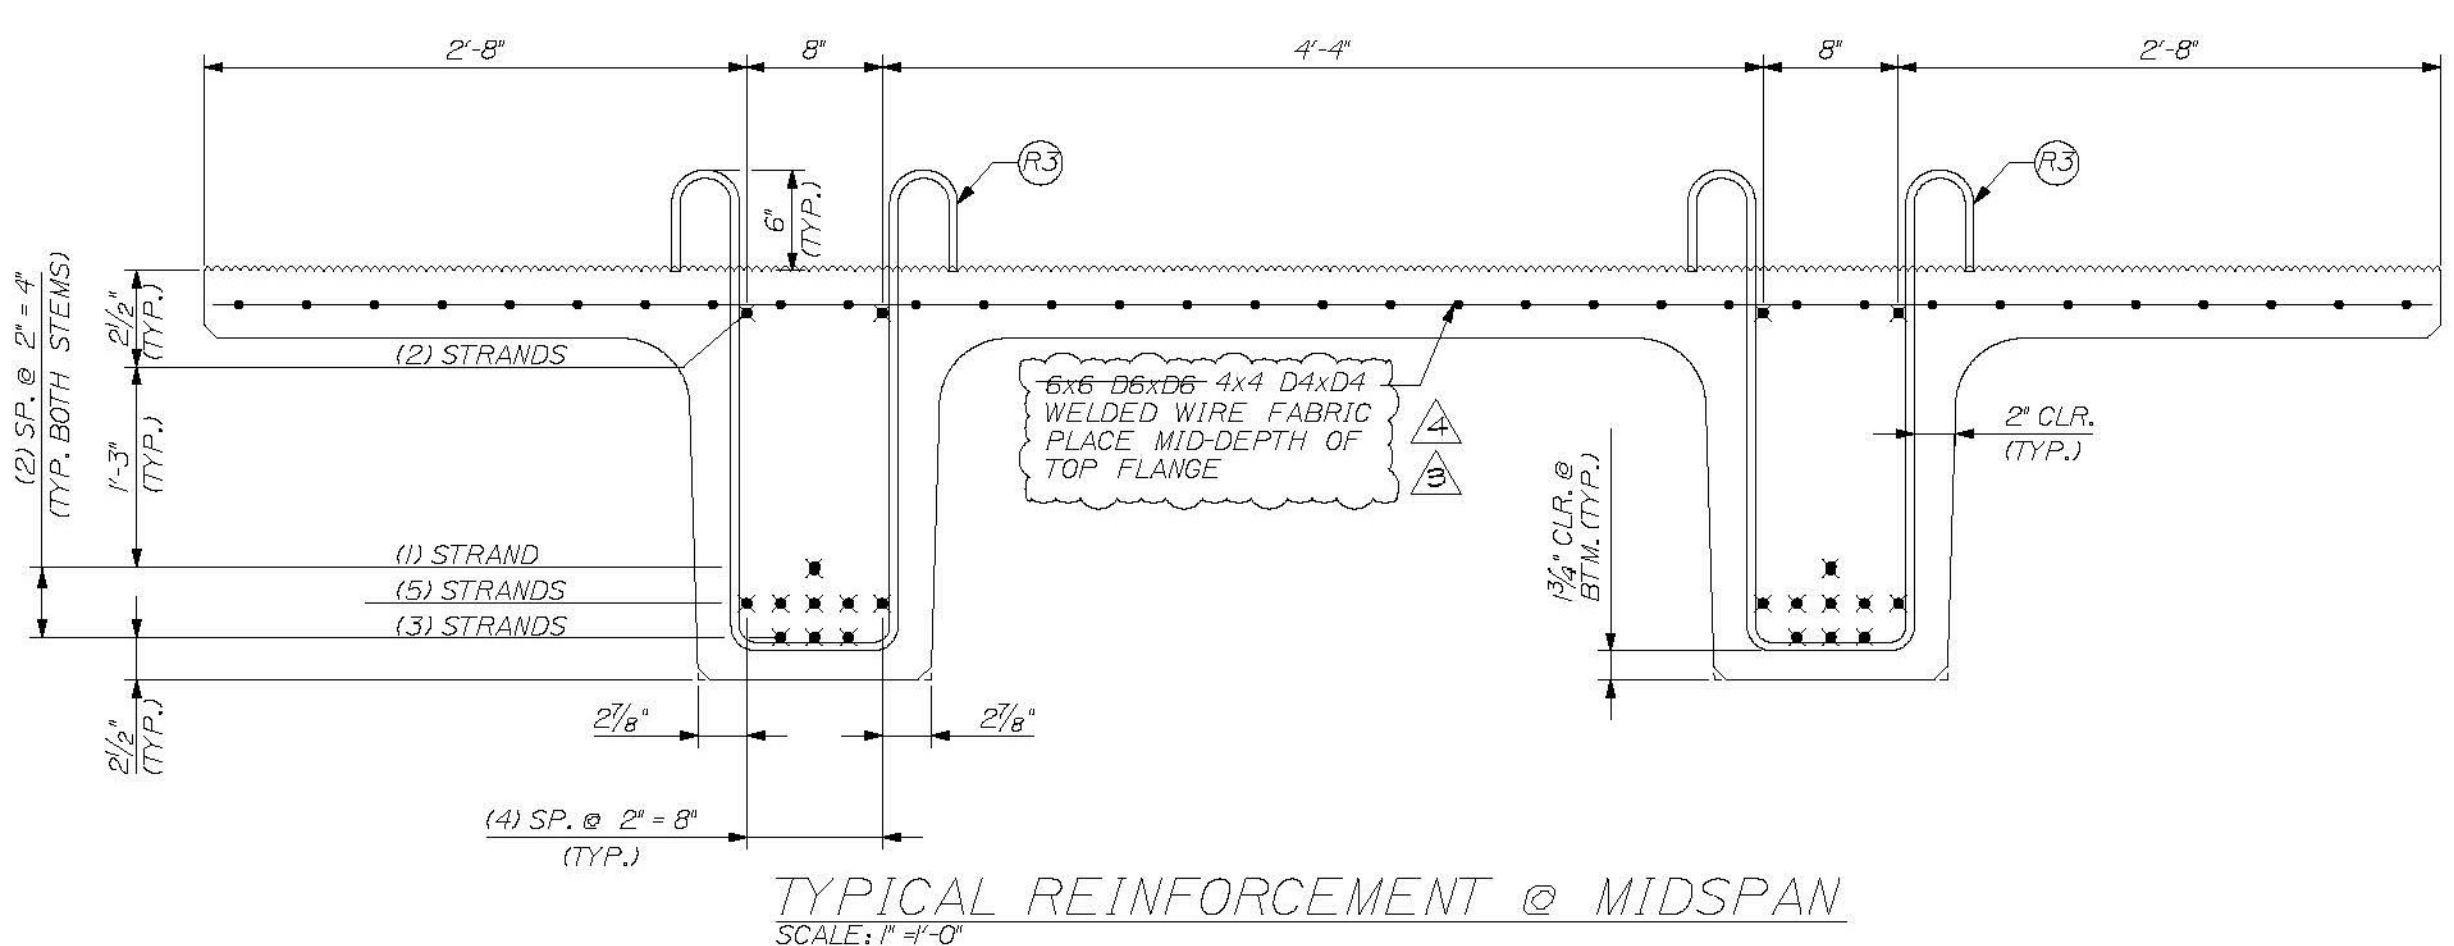 2'-8"
8"
4'-4"
8"
2'-8"
R3
R3
6"
(TYP.)
(2) SP. @ 2" = 4"
(TYP. BOTH STEMS)
2 1/2"
(TYP.)
(2) STRANDS
6x6 D6xD6 4x4 D4xD4
WELDED WIRE FABRIC
PLACE MID-DEPTH OF
TOP FLANGE
4
3
2" CLR.
(TYP.)
1'-3"
(TYP.)
1 3/4" CLR. @
BTM. (TYP.)
(1) STRAND
(5) STRANDS
(3) STRANDS
2 1/2"
(TYP.)
2 7/8"
2 7/8"
(4) SP. @ 2" = 8"
(TYP.)
TYPICAL REINFORCEMENT @ MIDSPAN
SCALE: 1" =1'-0"